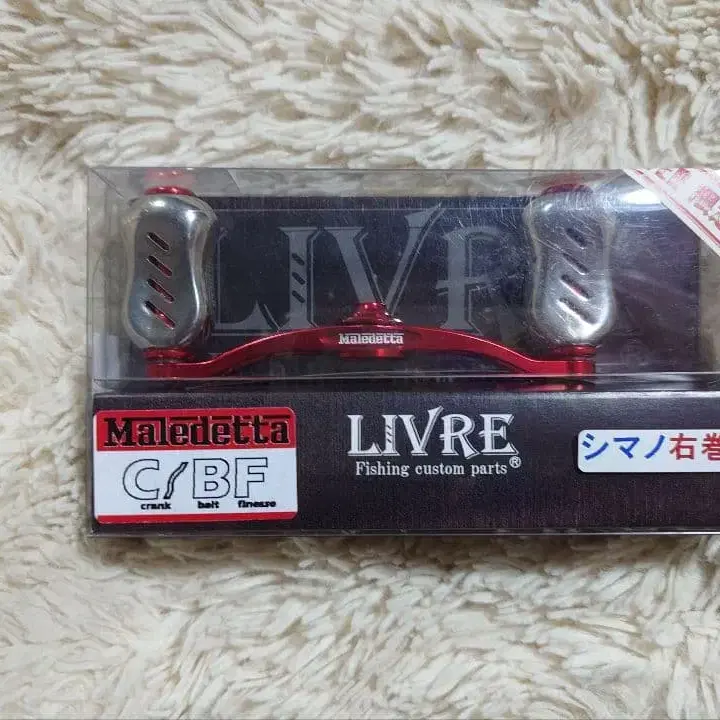 LIVRE
Maledetta
Maledetta
C/BF
crank bait finesse
LIVRE
Fishing custom parts®
シマノ右巻